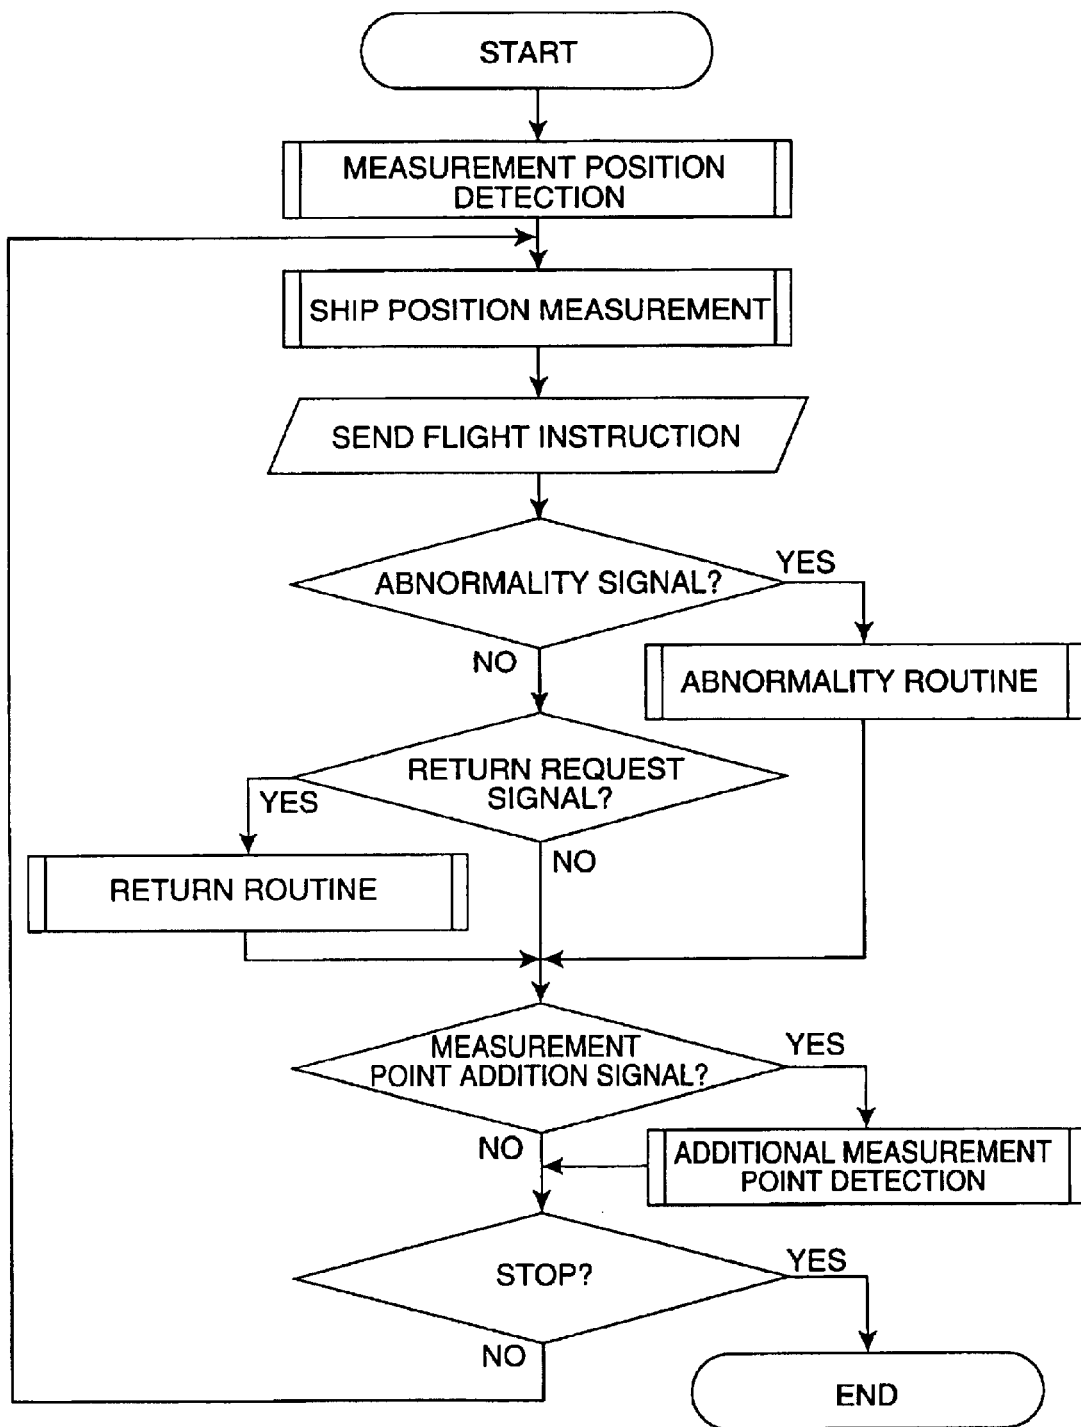 START
MEASUREMENT POSITION
DETECTION
SHIP POSITION MEASUREMENT
SEND FLIGHT INSTRUCTION
ABNORMALITY SIGNAL?
YES
NO
ABNORMALITY ROUTINE
RETURN REQUEST
SIGNAL?
YES
NO
RETURN ROUTINE
MEASUREMENT
POINT ADDITION SIGNAL?
YES
NO
ADDITIONAL MEASUREMENT
POINT DETECTION
STOP?
YES
NO
END